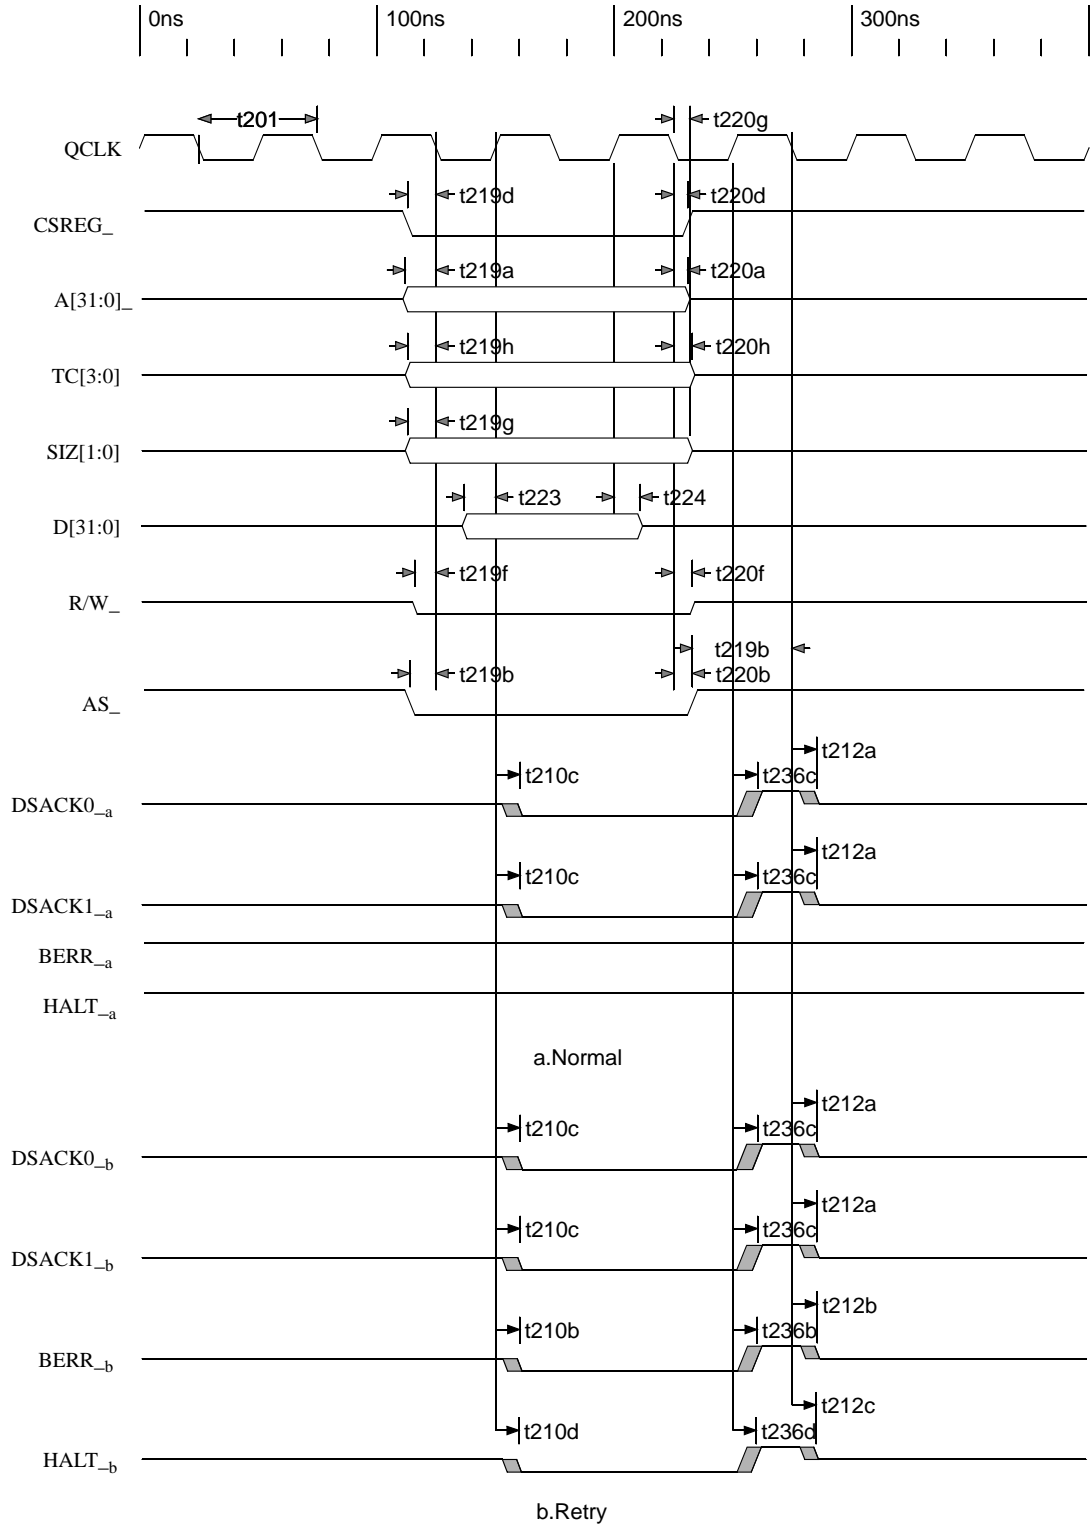 0ns 100ns 200ns 300ns
t201 t220g
QCLK
t219d t220d
CSREG_
t219a t220a
A[31:0]_
t219h t220h
TC[3:0]
t219g
SIZ[1:0]
t223 t224
D[31:0]
t219f t220f
R/W_
t219b
t219b t220b
AS_
t212a
t210c t236c
DSACK0_a
t212a
t210c t236c
DSACK1_a
BERR_a
HALT_a
a.Normal
t212a
t210c t236c
DSACK0_b
t212a
t210c t236c
DSACK1_b
t212b
t210b t236b
BERR_b
t212c
t210d t236d
HALT_b
b.Retry